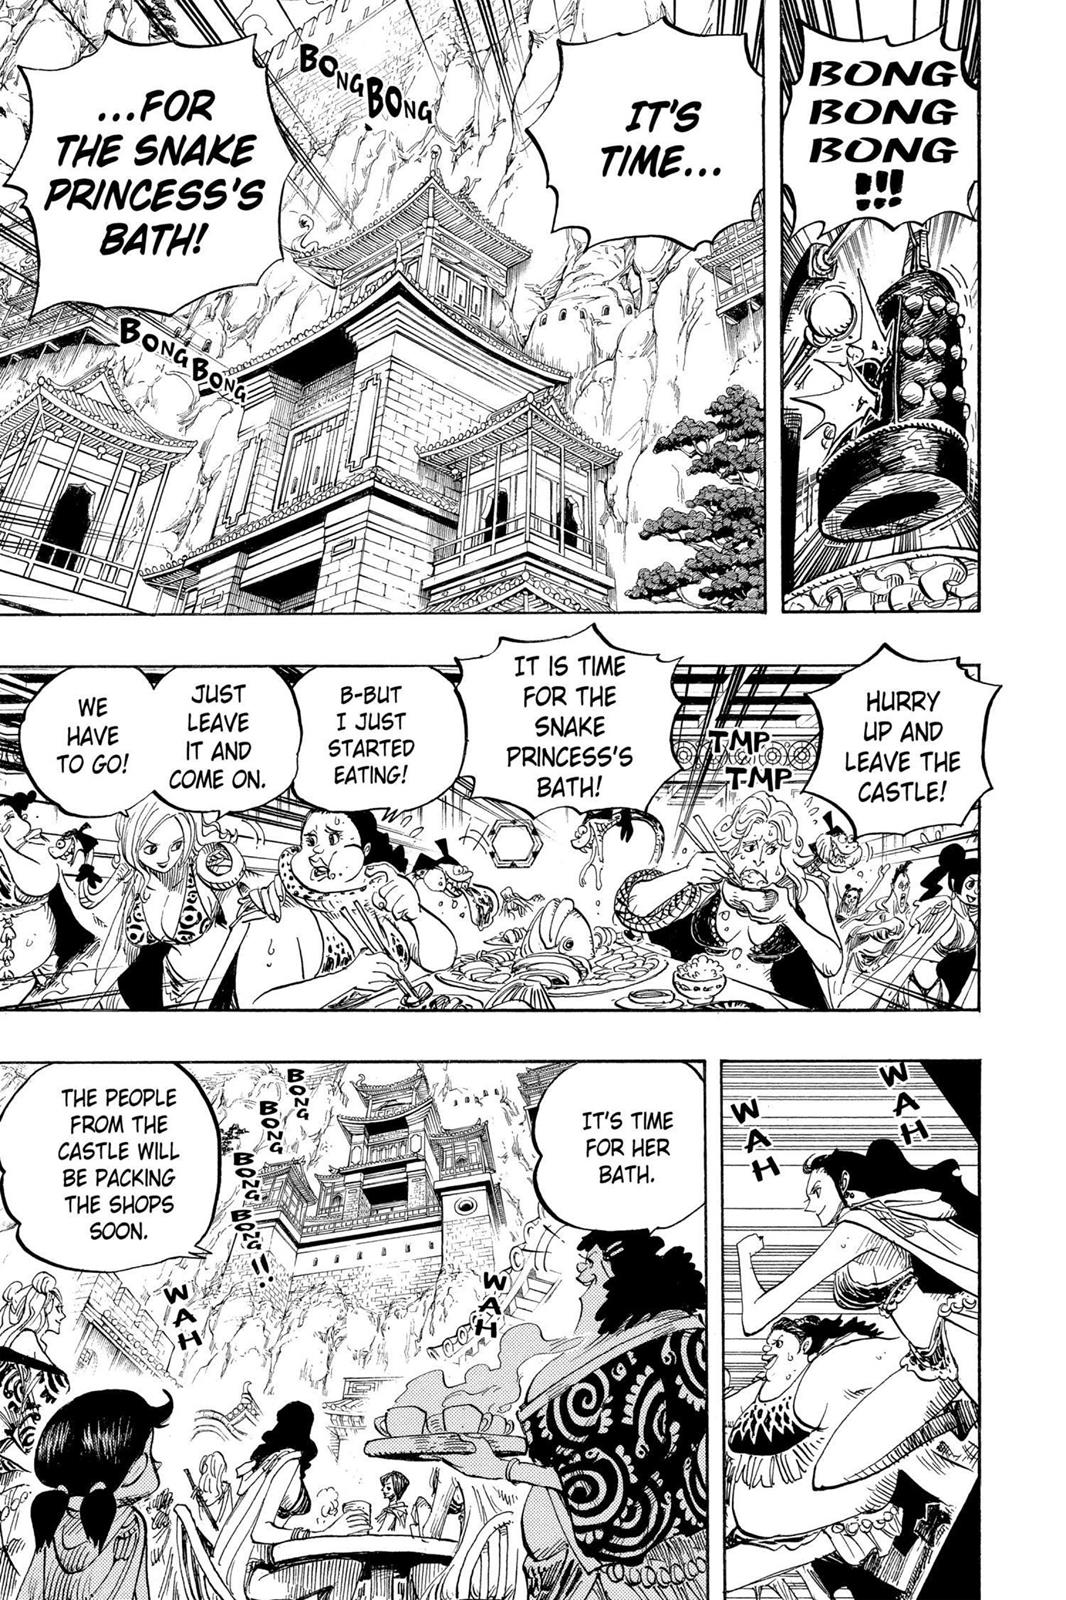 BONG
BONG
BONG
!!!
IT'S
TIME...
BONG BONG
...FOR
THE SNAKE
PRINCESS'S
BATH!
BONG BONG
HURRY
UP AND
LEAVE THE
CASTLE!
TMP
TMP
IT IS TIME
FOR THE
SNAKE
PRINCESS'S
BATH!
B-BUT
I JUST
STARTED
EATING!
JUST
LEAVE
IT AND
COME ON.
WE
HAVE
TO GO!
WAH
WAH
IT'S TIME
FOR HER
BATH.
BONG
BONG
BONG
BONG!!
WAH
WAH
THE PEOPLE
FROM THE
CASTLE WILL
BE PACKING
THE SHOPS
SOON.